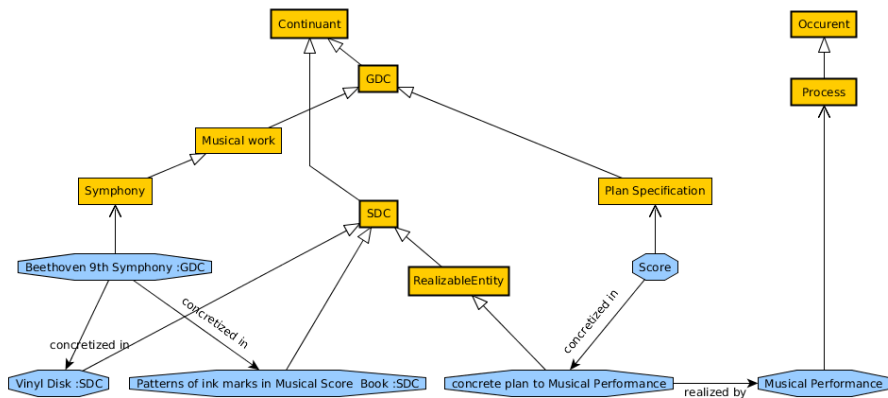 Continuant
Occurent
GDC
Process
Musical work
Symphony
Plan Specification
SDC
Beethoven 9th Symphony :GDC
Score
RealizableEntity
concretized in
concretized in
concretized in
Vinyl Disk :SDC
Patterns of ink marks in Musical Score Book :SDC
concrete plan to Musical Performance
realized by
Musical Performance